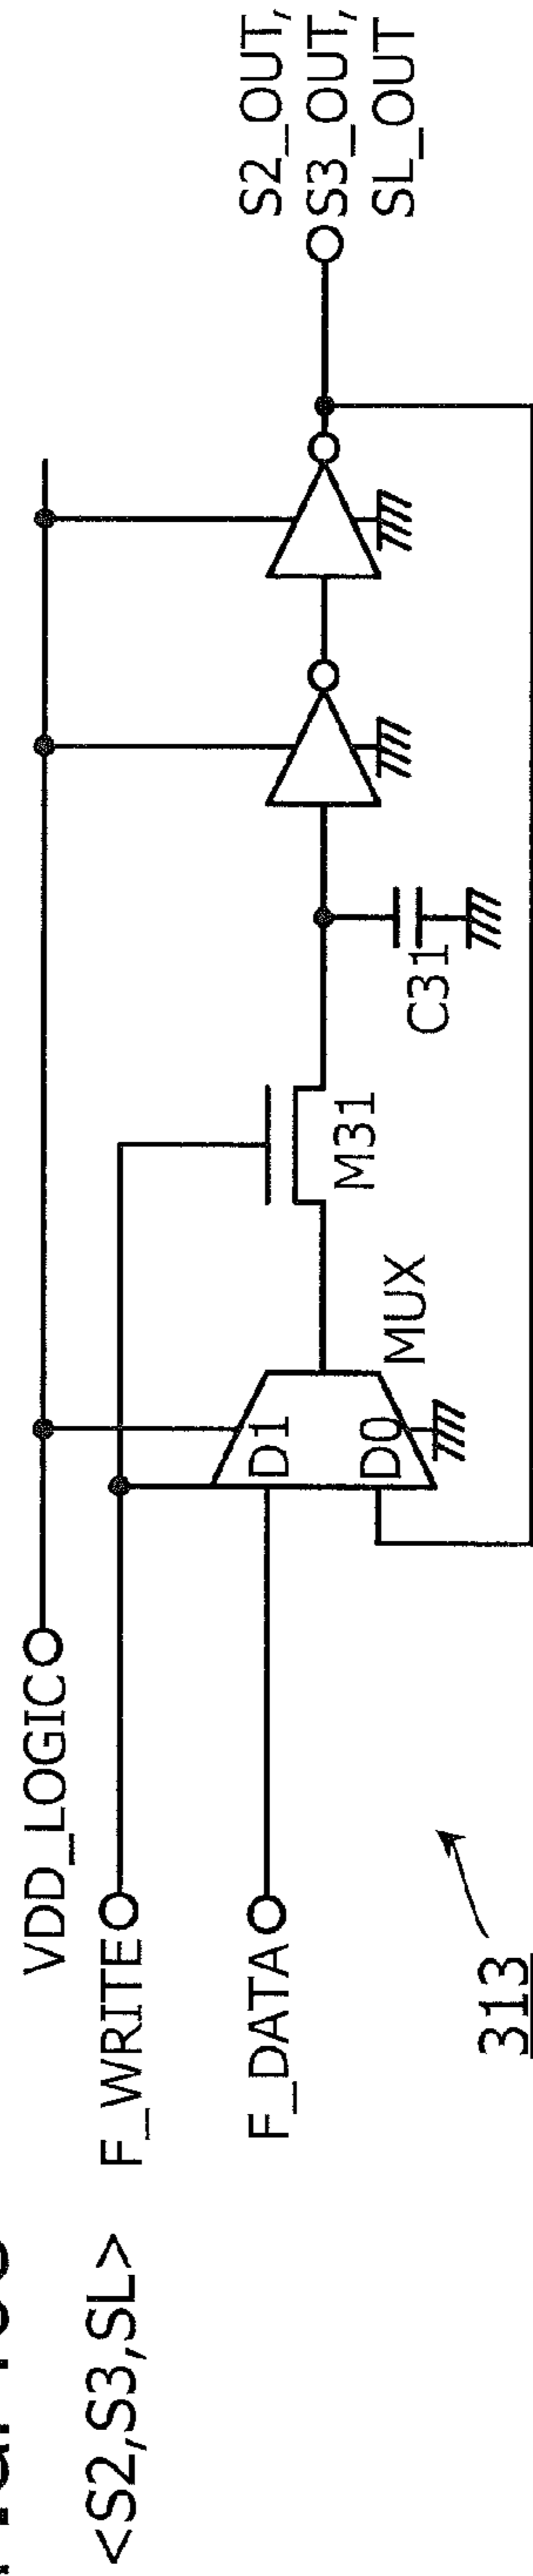 <S2,S3,SL>
VDD_LOGIC
F_WRITE
F_DATA
D1
D0
MUX
M31
C31
S2_OUT,
S3_OUT,
SL_OUT
313